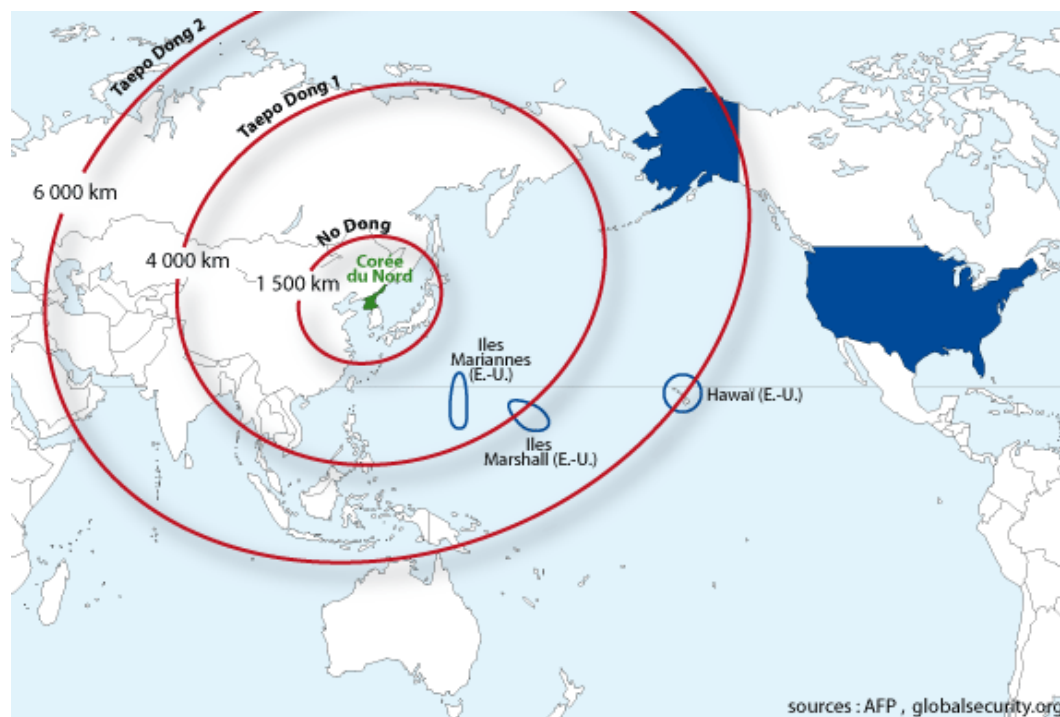 Taepo Dong 2
Taepo Dong 1
6 000 km
No Dong
4 000 km
Corée
du Nord
1 500 km
Iles
Mariannes
(E.-U.)
Hawaï (E.-U.)
Iles
Marshall (E.-U.)
sources : AFP , globalsecurity.org